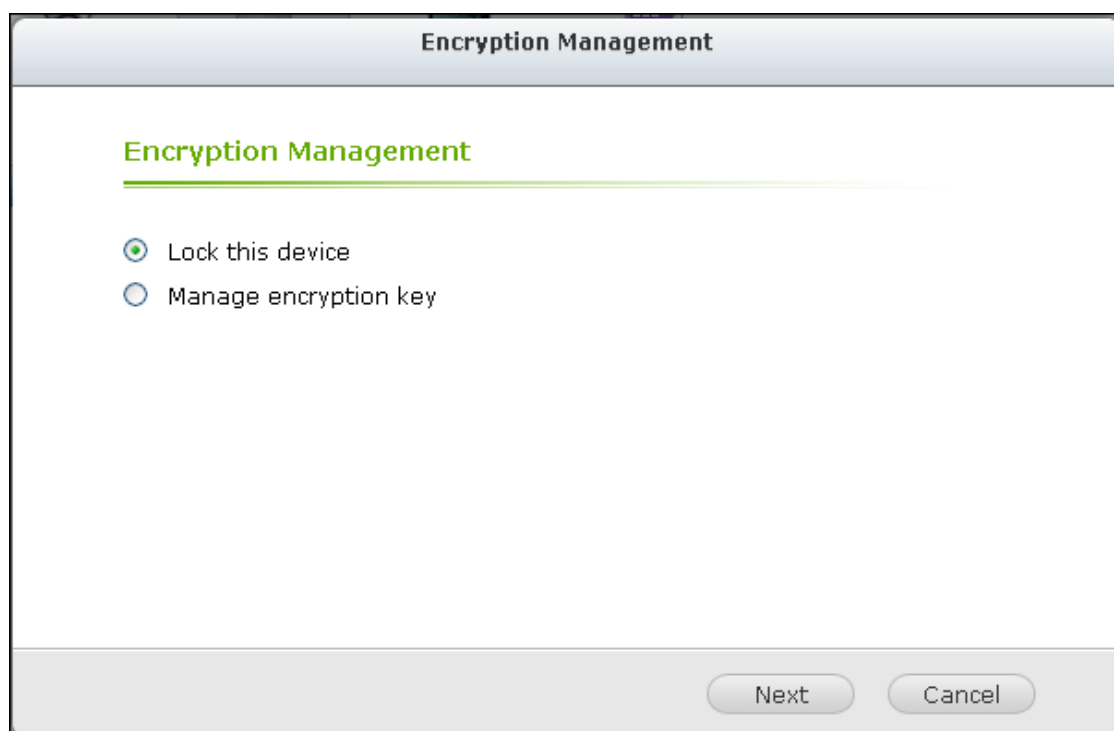 Encryption Management
Encryption Management
Lock this device
Manage encryption key
Next Cancel